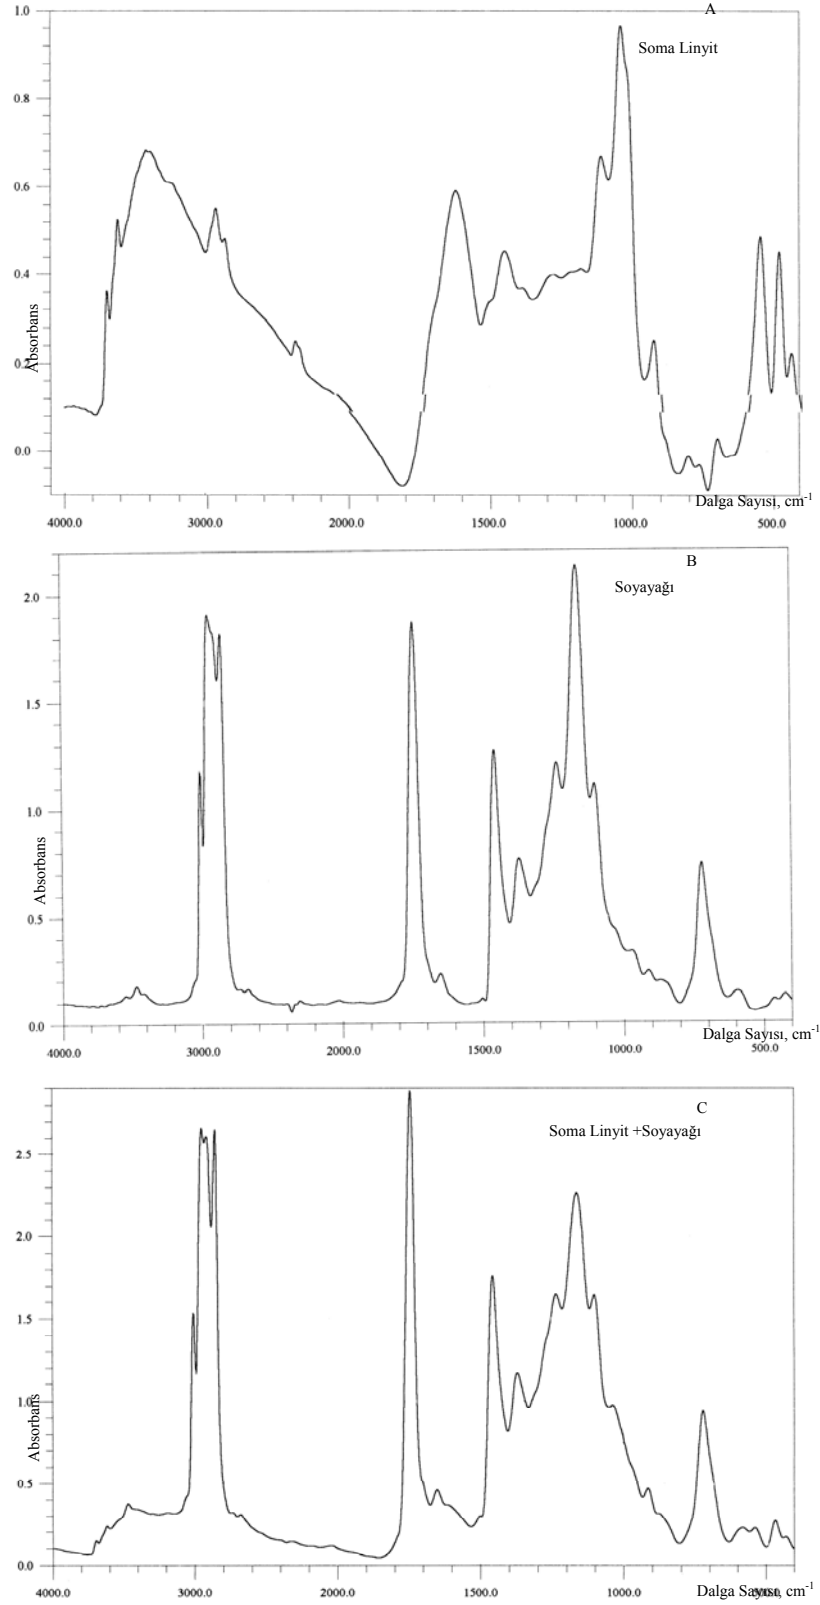 A
1.0
Soma Linyit
0.8
0.6
0.4
Absorbans
0.2
0.0
Dalga Sayısı, cm-1
4000.0 3000.0 2000.0 1500.0 1000.0 500.0
B
Soyayağı
2.0
1.5
1.0
Absorbans
0.5
0.0
Dalga Sayısı, cm-1
4000.0 3000.0 2000.0 1500.0 1000.0 500.0
C
Soma Linyit +Soyayağı
2.5
2.0
1.5
1.0
Absorbans
0.5
0.0
4000.0 3000.0 2000.0 1500.0 1000.0 Dalga Sayısı, cm-1